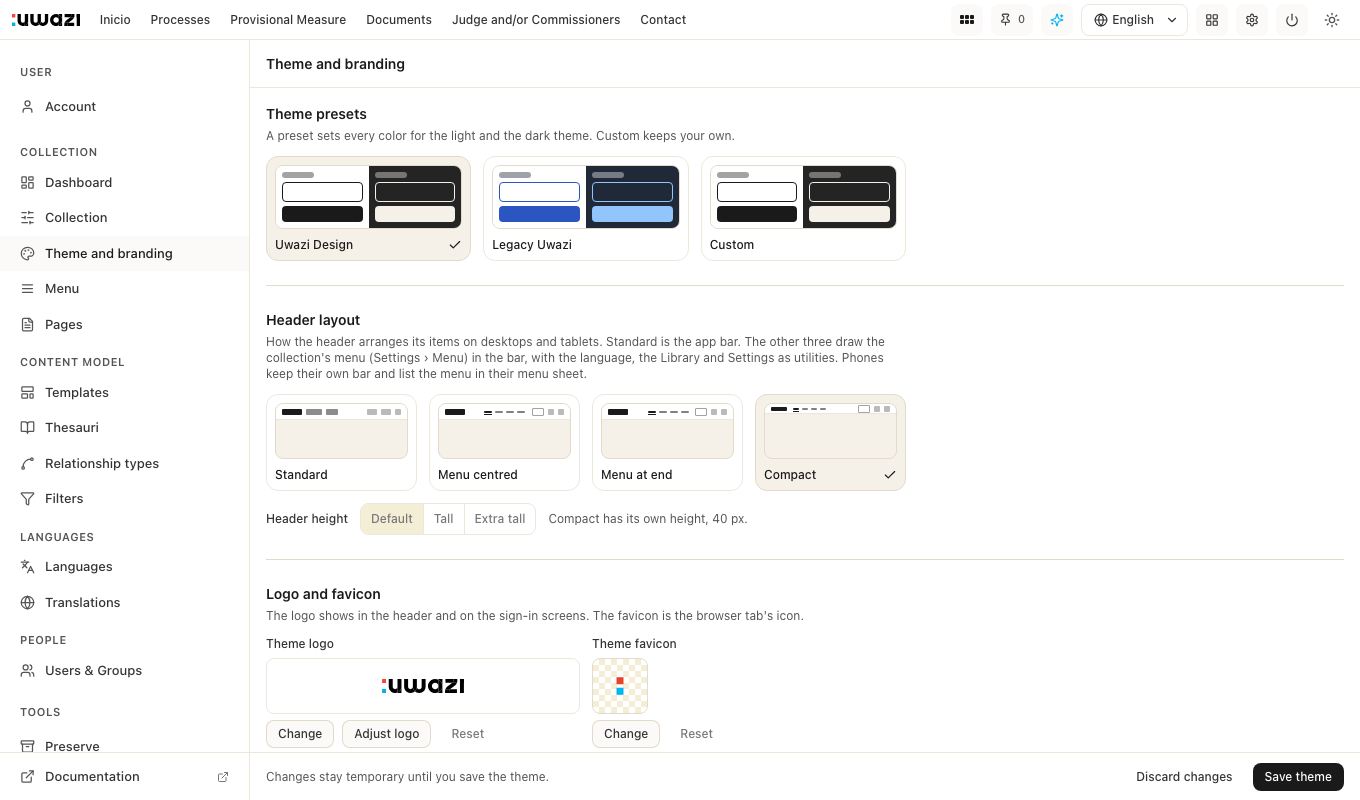 uwazi
Inicio
Processes
Provisional Measure
Documents
Judge and/or Commissioners
Contact
0
English
USER
Account
COLLECTION
Dashboard
Collection
Theme and branding
Menu
Pages
CONTENT MODEL
Templates
Thesauri
Relationship types
Filters
LANGUAGES
Languages
Translations
PEOPLE
Users & Groups
TOOLS
Preserve
Documentation
Theme and branding
Theme presets
A preset sets every color for the light and the dark theme. Custom keeps your own.
Uwazi Design
Legacy Uwazi
Custom
Header layout
How the header arranges its items on desktops and tablets. Standard is the app bar. The other three draw the
collection's menu (Settings › Menu) in the bar, with the language, the Library and Settings as utilities. Phones
keep their own bar and list the menu in their menu sheet.
Standard
Menu centred
Menu at end
Compact
Header height
Default
Tall
Extra tall
Compact has its own height, 40 px.
Logo and favicon
The logo shows in the header and on the sign-in screens. The favicon is the browser tab's icon.
Theme logo
Theme favicon
uwazi
Change
Adjust logo
Reset
Change
Reset
Changes stay temporary until you save the theme.
Discard changes
Save theme